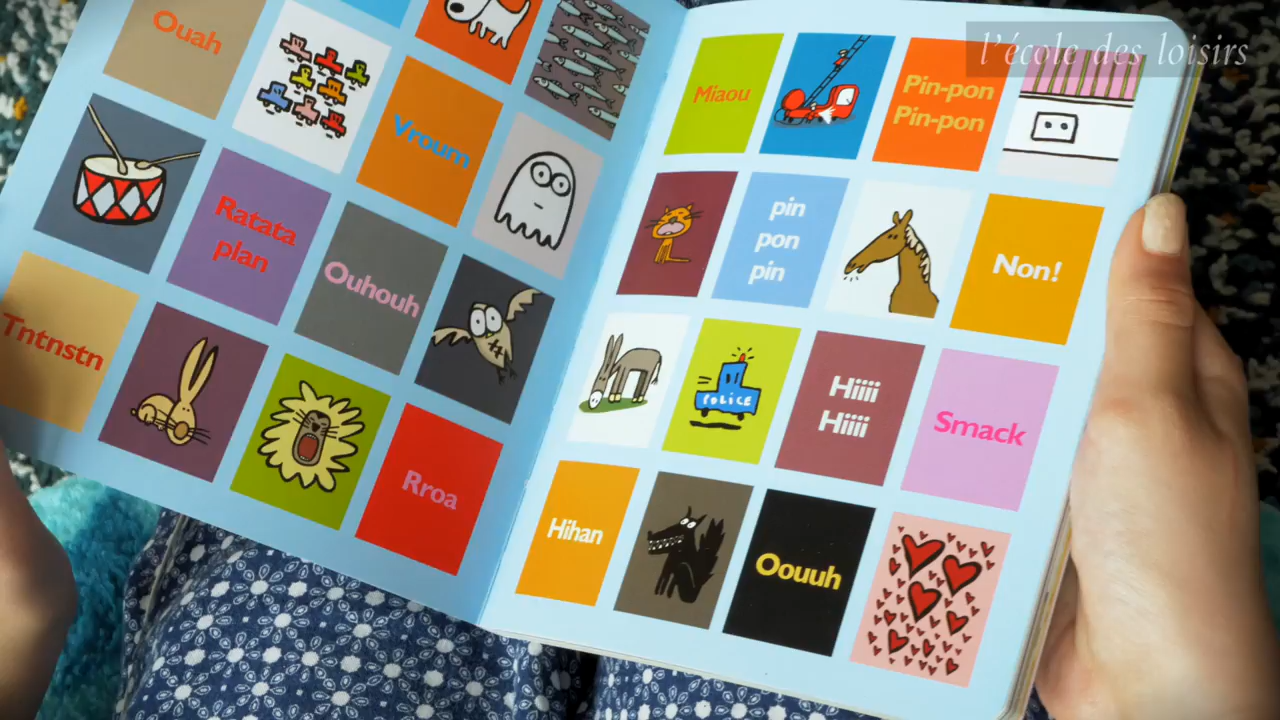 l'école des loisirs
Ouah
Vroum
Ratata
plan
Ouhouh
Tntnstn
Rroa
Miaou
Pin-pon
Pin-pon
pin
pon
pin
Non!
POLICE
Hiiii
Hiiii
Smack
Hihan
Oouuh